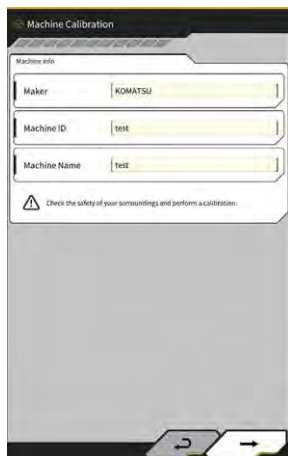 Machine Calibration
Machine Info
Maker
KOMATSU
Machine ID
test
Machine Name
test
Check the safety of your surroundings and perform a calibration.